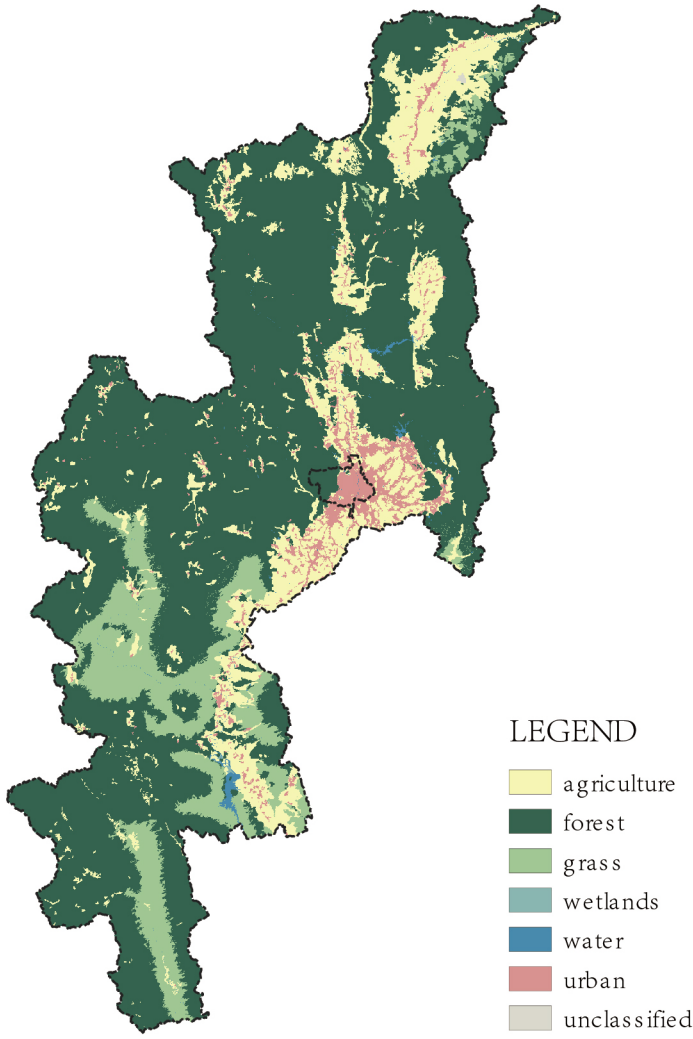 LEGEND
agriculture
forest
grass
wetlands
water
urban
unclassified